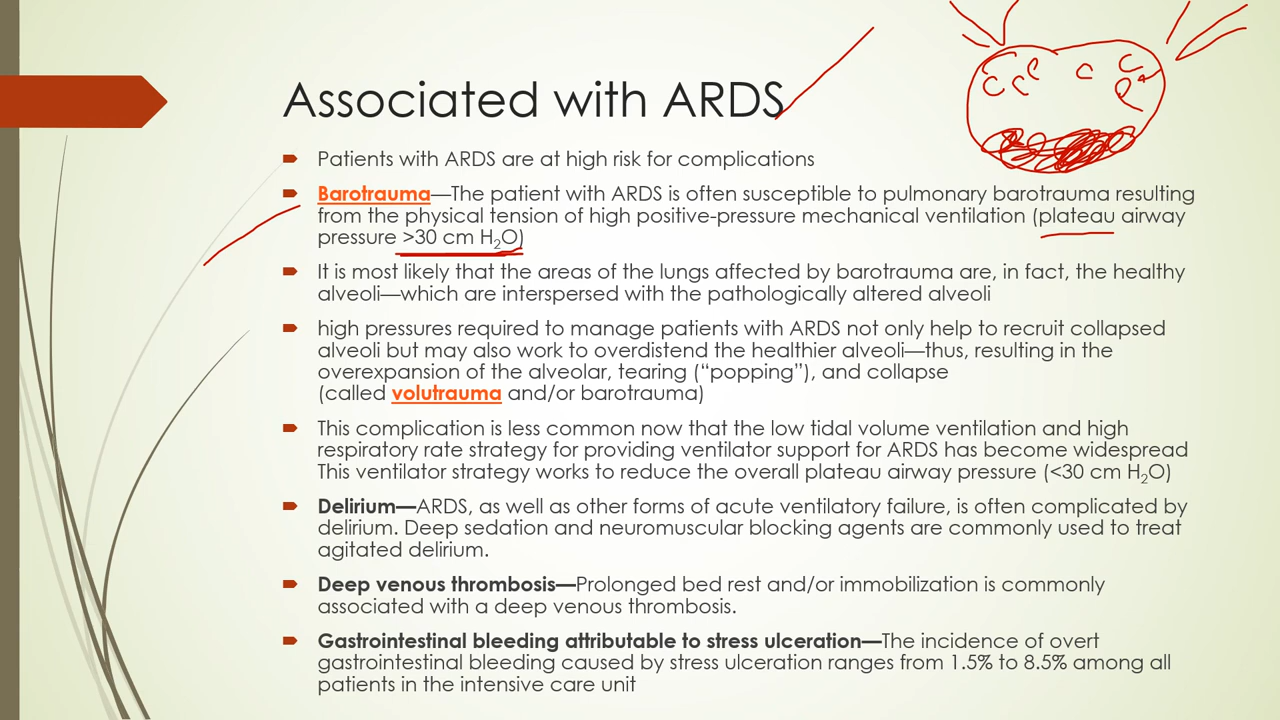 Associated with ARDS
Patients with ARDS are at high risk for complications
Barotrauma—The patient with ARDS is often susceptible to pulmonary barotrauma resulting
from the physical tension of high positive-pressure mechanical ventilation (plateau airway
pressure >30 cm H₂O)
It is most likely that the areas of the lungs affected by barotrauma are, in fact, the healthy
alveoli—which are interspersed with the pathologically altered alveoli
high pressures required to manage patients with ARDS not only help to recruit collapsed
alveoli but may also work to overdistend the healthier alveoli—thus, resulting in the
overexpansion of the alveolar, tearing (“popping”), and collapse
(called volutrauma and/or barotrauma)
This complication is less common now that the low tidal volume ventilation and high
respiratory rate strategy for providing ventilator support for ARDS has become widespread
This ventilator strategy works to reduce the overall plateau airway pressure (<30 cm H₂O)
Delirium—ARDS, as well as other forms of acute ventilatory failure, is often complicated by
delirium. Deep sedation and neuromuscular blocking agents are commonly used to treat
agitated delirium.
Deep venous thrombosis—Prolonged bed rest and/or immobilization is commonly
associated with a deep venous thrombosis.
Gastrointestinal bleeding attributable to stress ulceration—The incidence of overt
gastrointestinal bleeding caused by stress ulceration ranges from 1.5% to 8.5% among all
patients in the intensive care unit